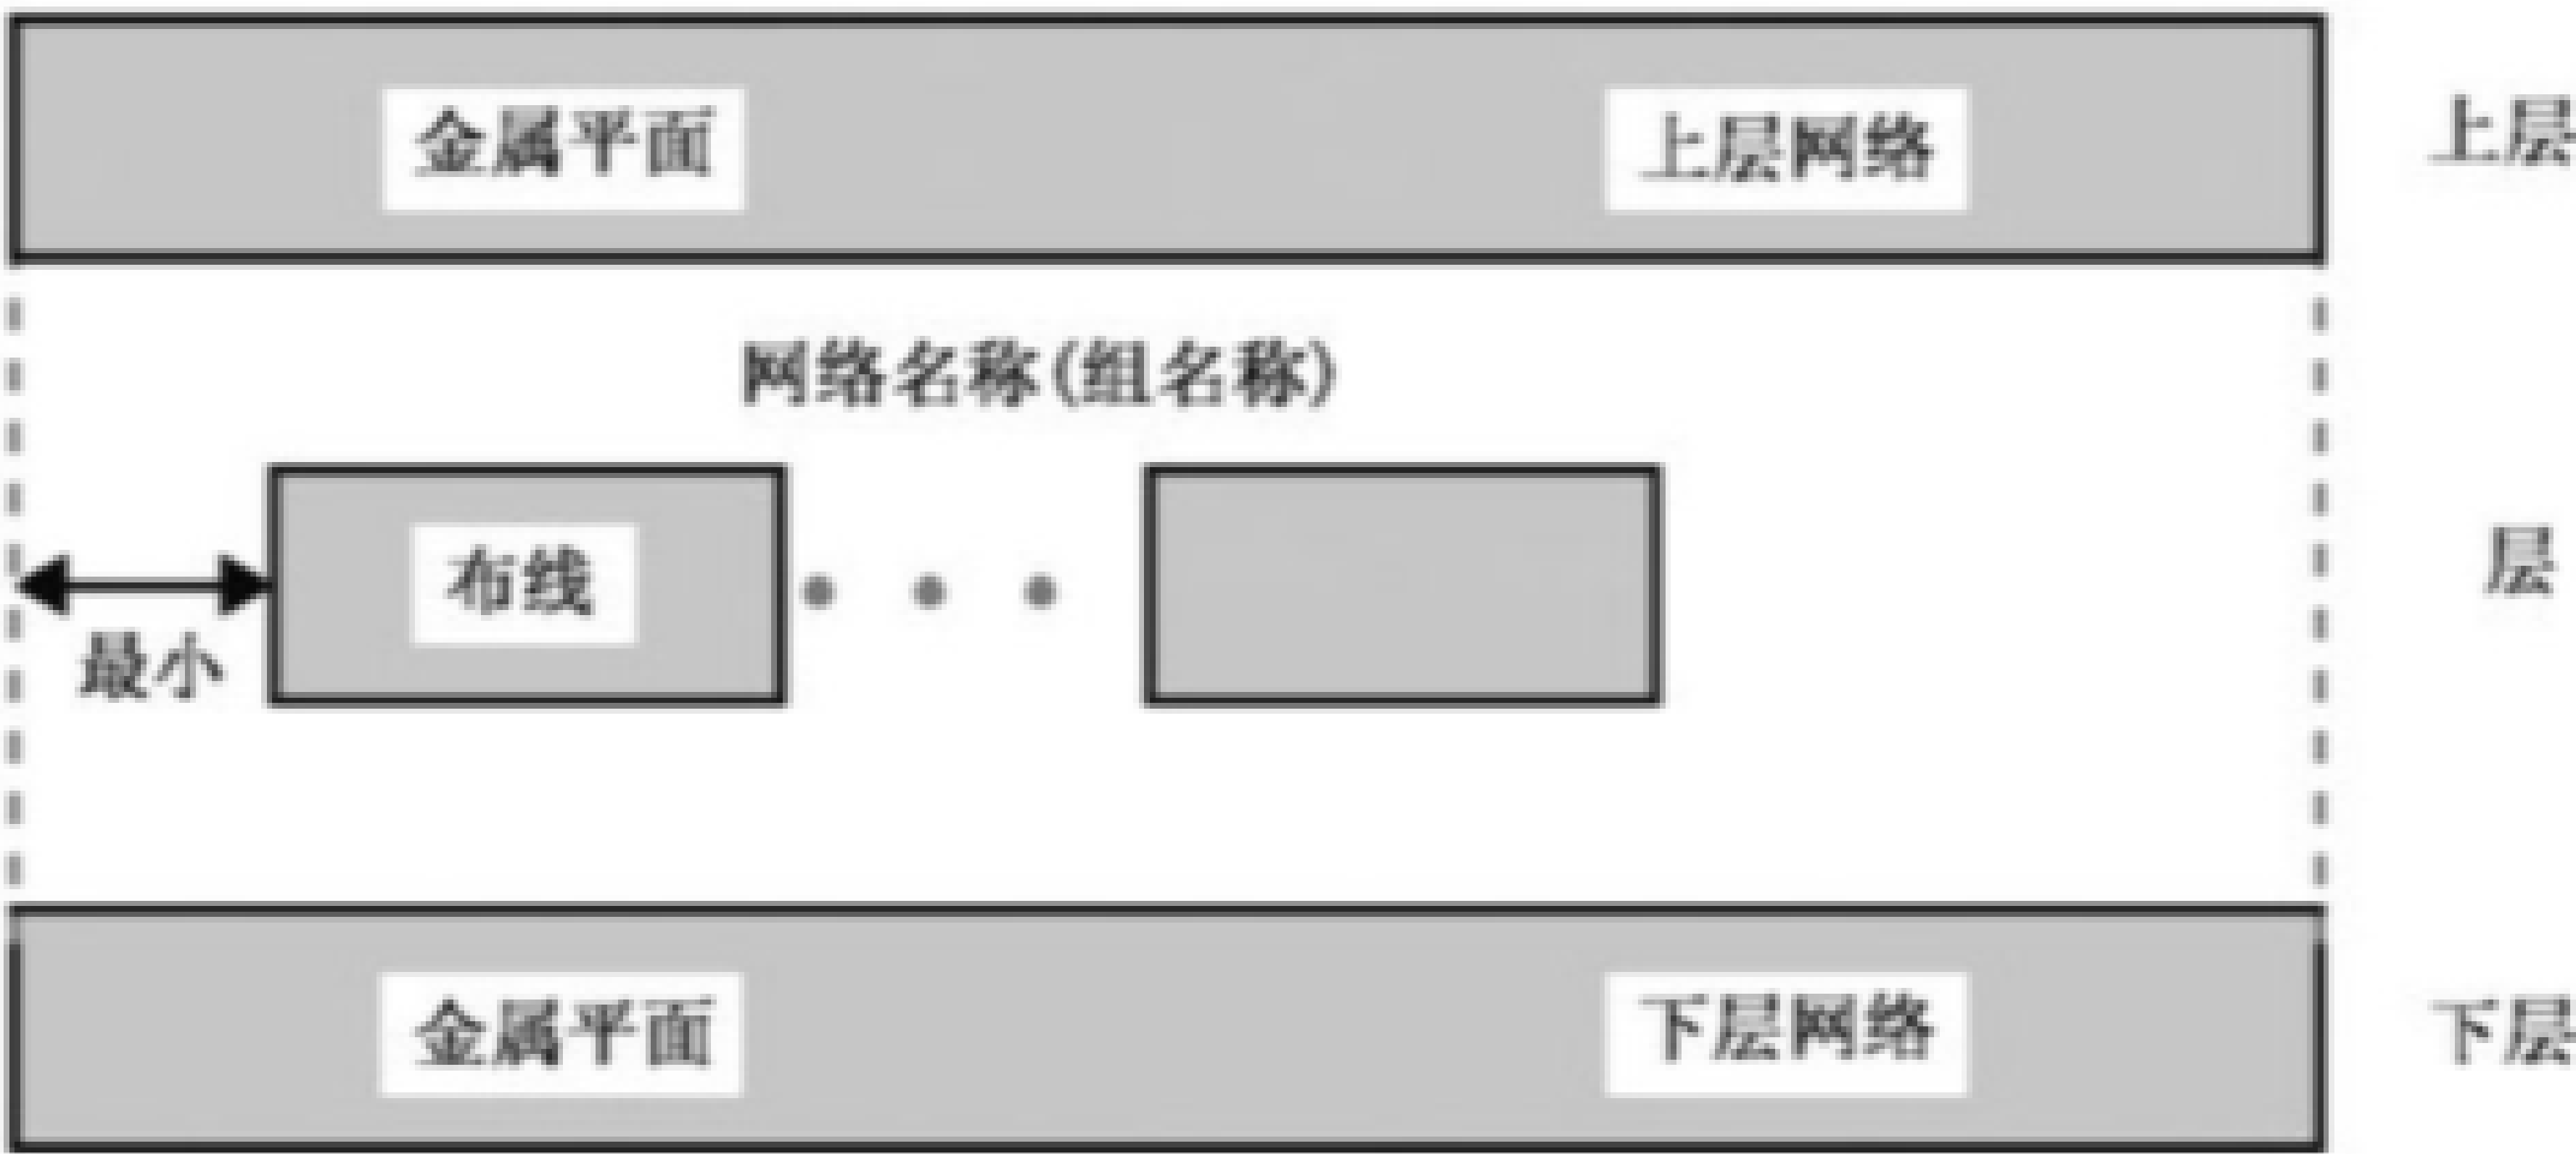 金属平面 上层网络 上层
网络名称(组名称)
布线 层
最小
金属平面 下层网络 下层